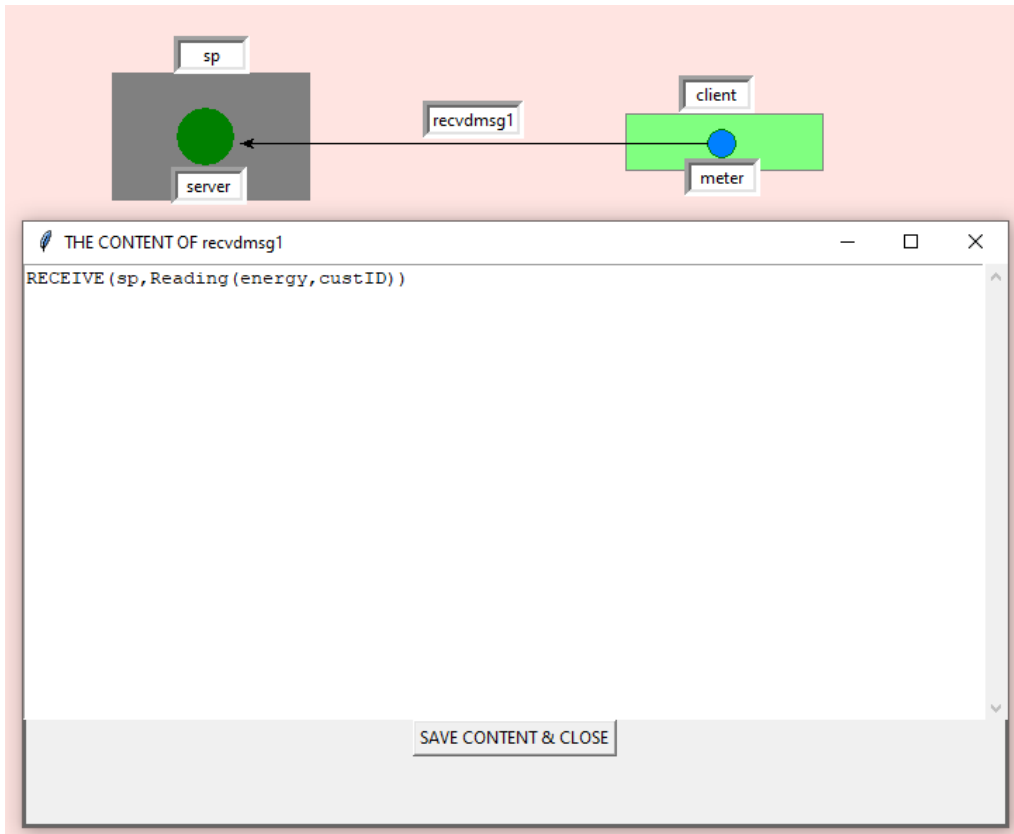 sp
client
recvdmsg1
server
meter
THE CONTENT OF recvdmsg1
RECEIVE(sp,Reading(energy,custID))
SAVE CONTENT & CLOSE